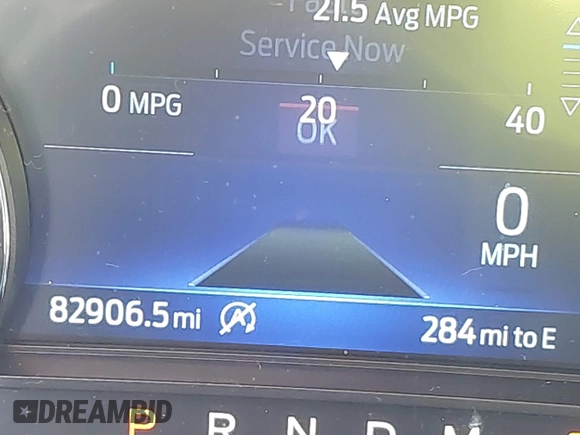 21.5 Avg MPG
Service Now
0 MPG 20 40
OK
0
MPH
82906.5 mi 284 mi to E
DREAMBID
P R N D M